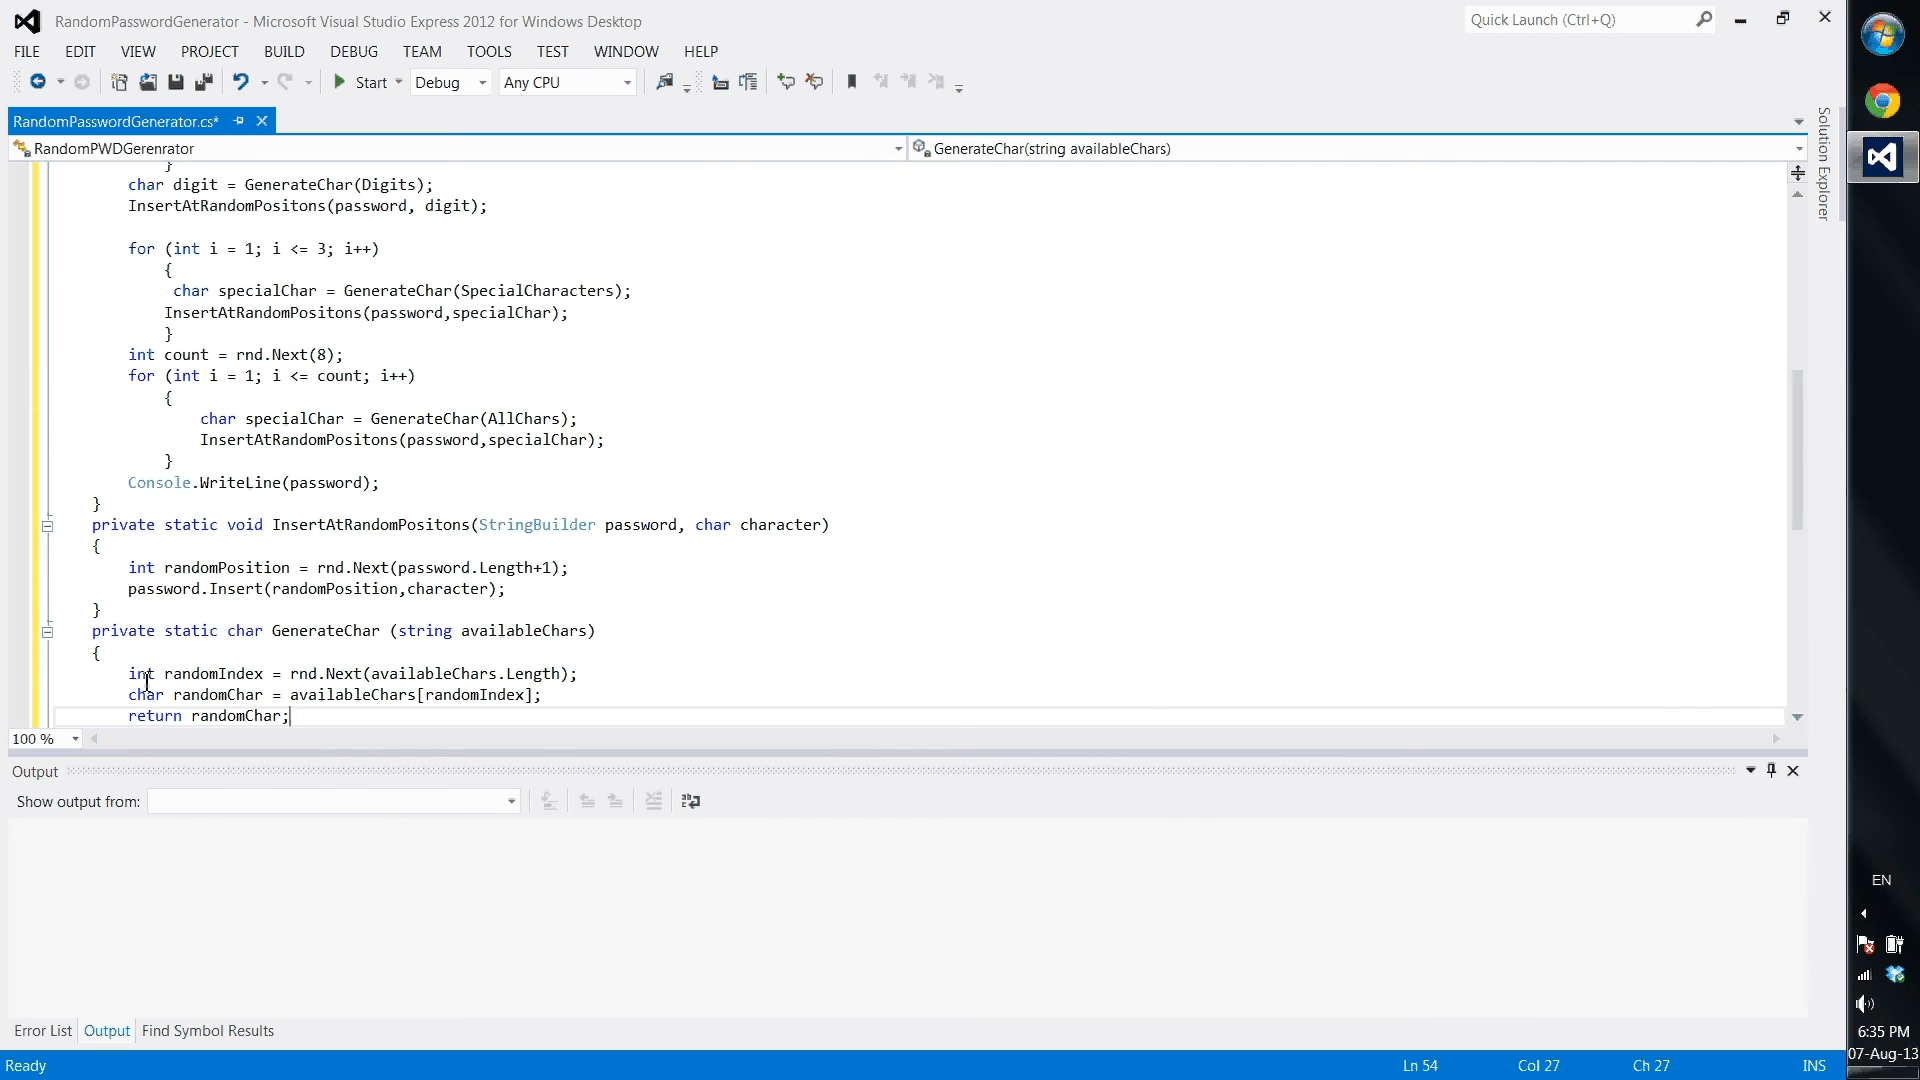 RandomPasswordGenerator - Microsoft Visual Studio Express 2012 for Windows Desktop
Quick Launch (Ctrl+Q)
FILE EDIT VIEW PROJECT BUILD DEBUG TEAM TOOLS TEST WINDOW HELP
Start Debug Any CPU
RandomPasswordGenerator.cs*
Solution Explorer
RandomPWDGerenrator GenerateChar(string availableChars)
}
char digit = GenerateChar(Digits);
InsertAtRandomPositons(password, digit);
for (int i = 1; i <= 3; i++)
{
char specialChar = GenerateChar(SpecialCharacters);
InsertAtRandomPositons(password,specialChar);
}
int count = rnd.Next(8);
for (int i = 1; i <= count; i++)
{
char specialChar = GenerateChar(AllChars);
InsertAtRandomPositons(password,specialChar);
}
Console.WriteLine(password);
}
private static void InsertAtRandomPositons(StringBuilder password, char character)
{
int randomPosition = rnd.Next(password.Length+1);
password.Insert(randomPosition,character);
}
private static char GenerateChar (string availableChars)
{
int randomIndex = rnd.Next(availableChars.Length);
char randomChar = availableChars[randomIndex];
return randomChar;
100 %
Output
Show output from:
Error List Output Find Symbol Results
Ready Ln 54 Col 27 Ch 27 INS
EN
6:35 PM
07-Aug-13